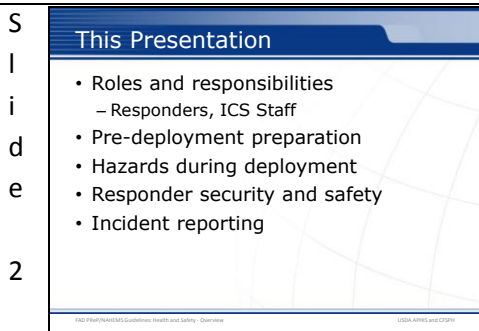 S
l
i
d
e
2
This Presentation
• Roles and responsibilities
– Responders, ICS Staff
• Pre-deployment preparation
• Hazards during deployment
• Responder security and safety
• Incident reporting
FAD PReP/NAHEMS Guidelines: Health and Safety - Overview
USDA APHIS and CFSPH